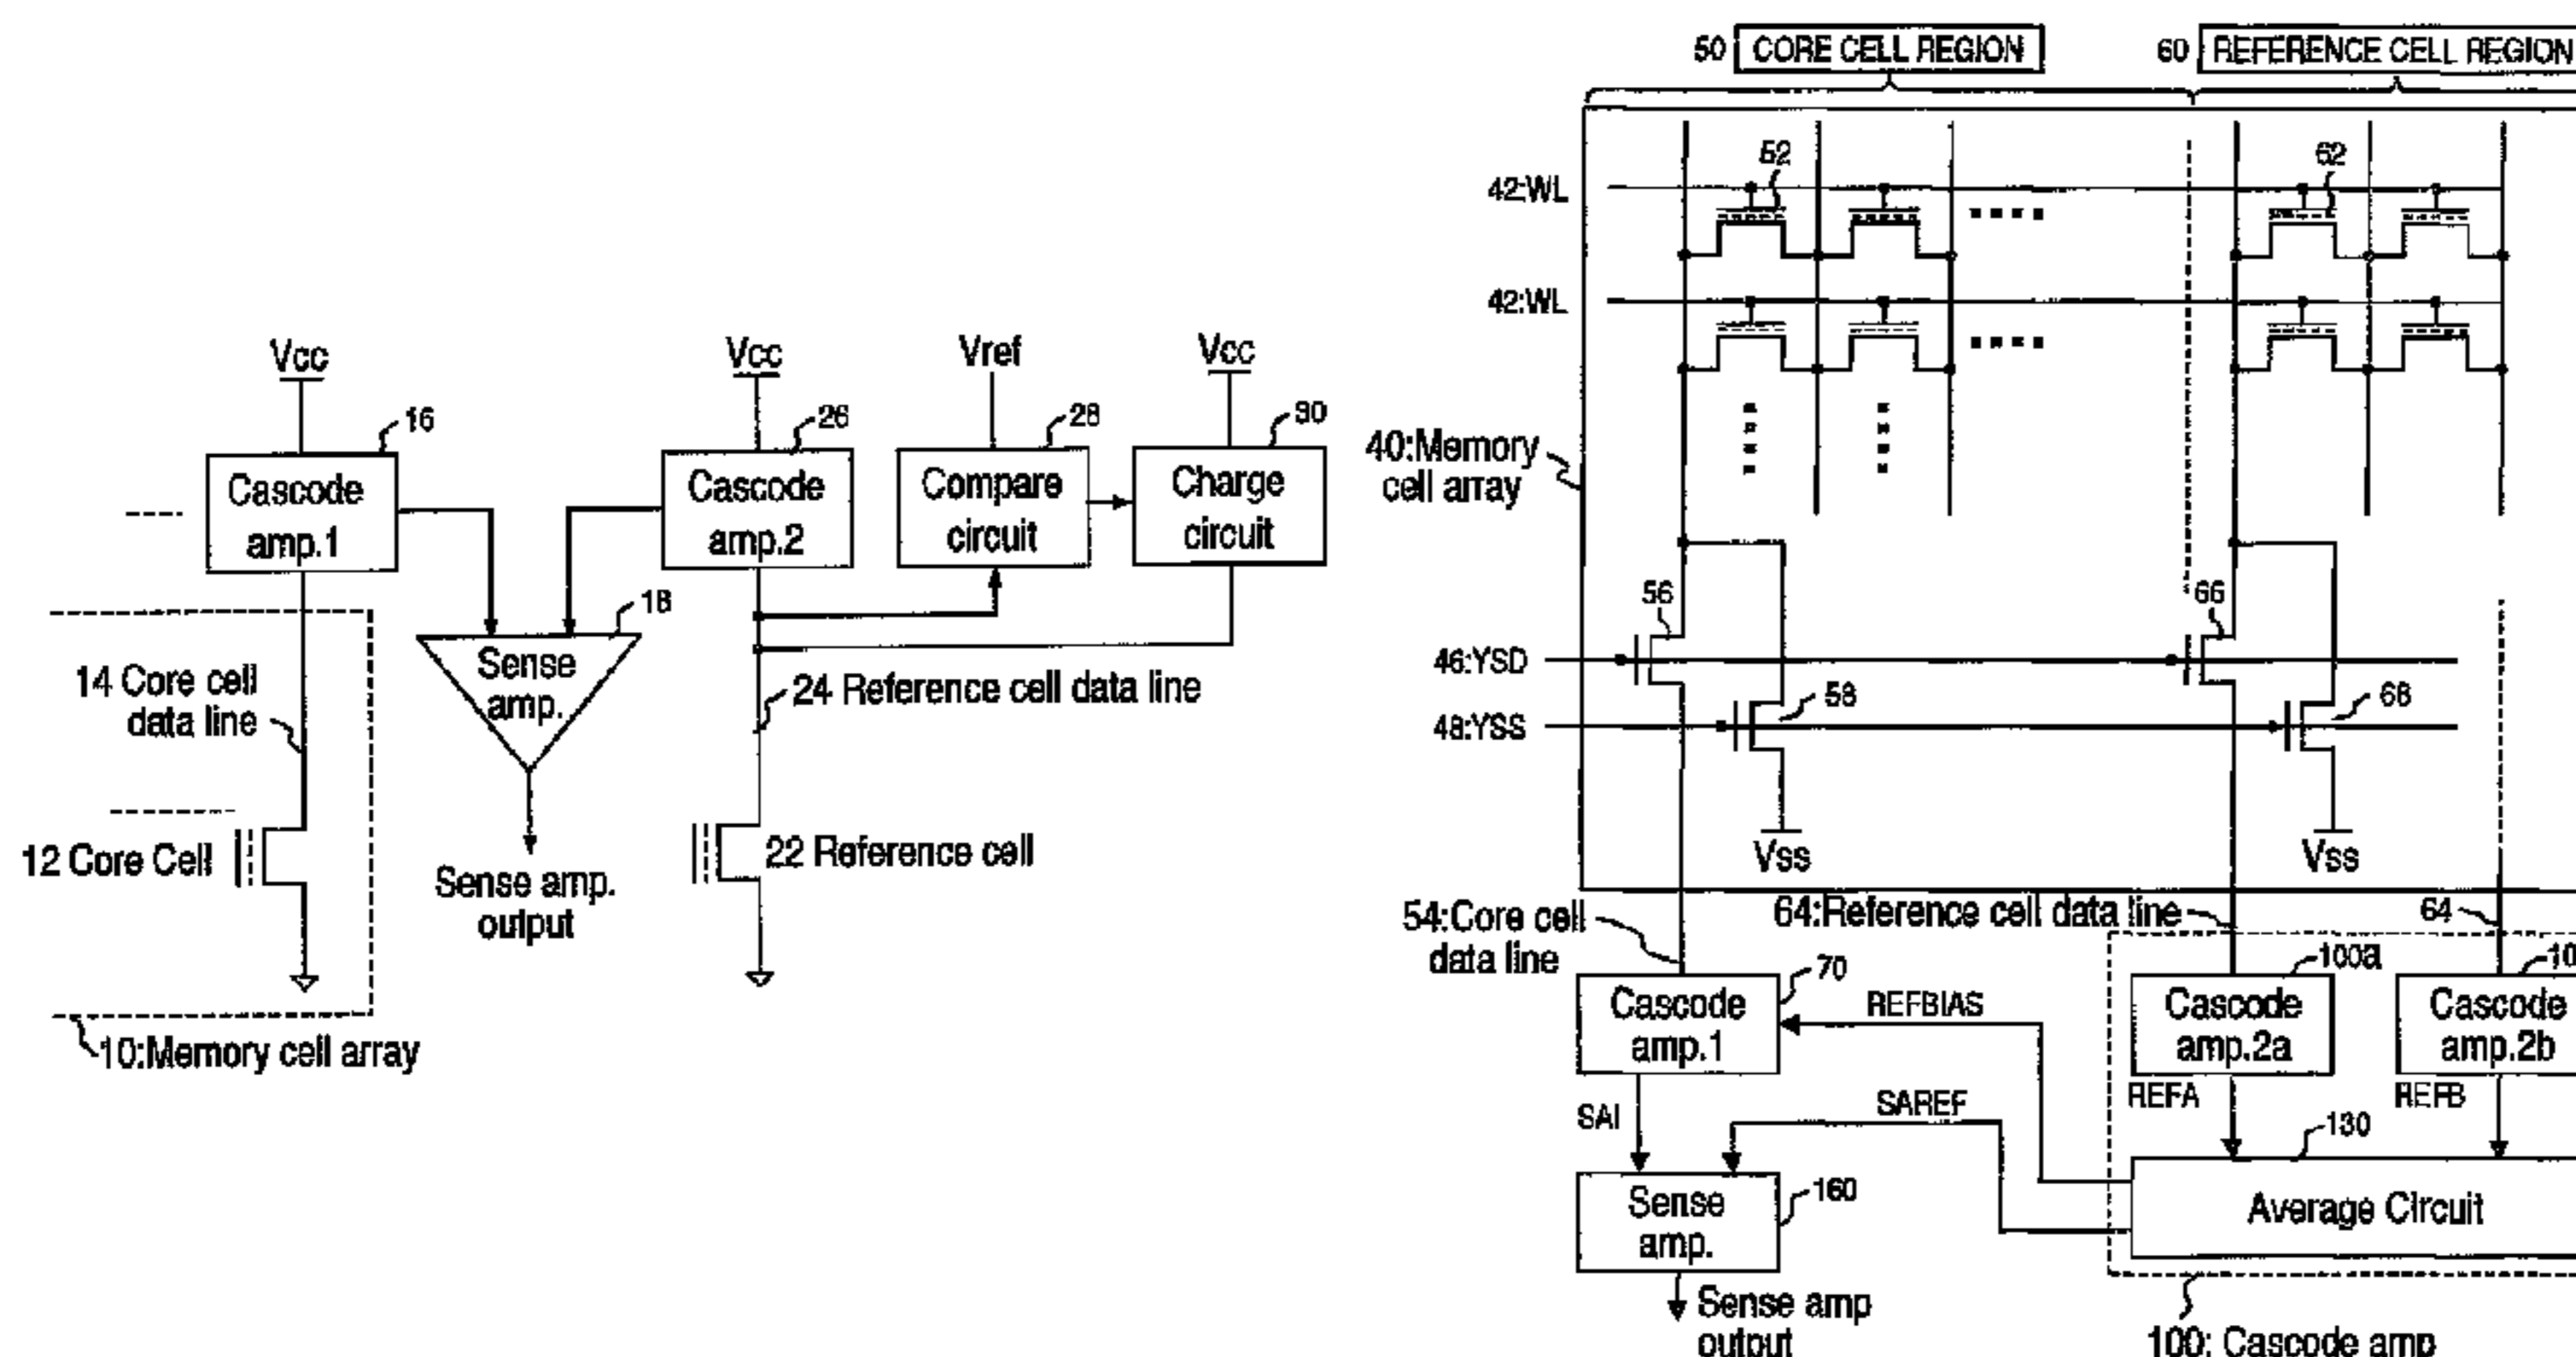 Vcc
16
Cascode
amp.1
Vcc
26
Cascode
amp.2
Vref
28
Compare
circuit
Vcc
30
Charge
circuit
18
Sense
amp.
14 Core cell
data line
24 Reference cell data line
12 Core Cell
22 Reference cell
Sense amp.
output
10:Memory cell array
50 CORE CELL REGION
60 REFERENCE CELL REGION
52
62
42:WL
42:WL
40:Memory
cell array
56
66
46:YSD
58
68
48:YSS
Vss
Vss
54:Core cell
data line
64:Reference cell data line
64
70
Cascode
amp.1
REFBIAS
100a
Cascode
amp.2a
10
Cascode
amp.2b
SAI
SAREF
REFA
REFB
130
160
Sense
amp.
Average Circuit
Sense amp
output
100: Cascode amp